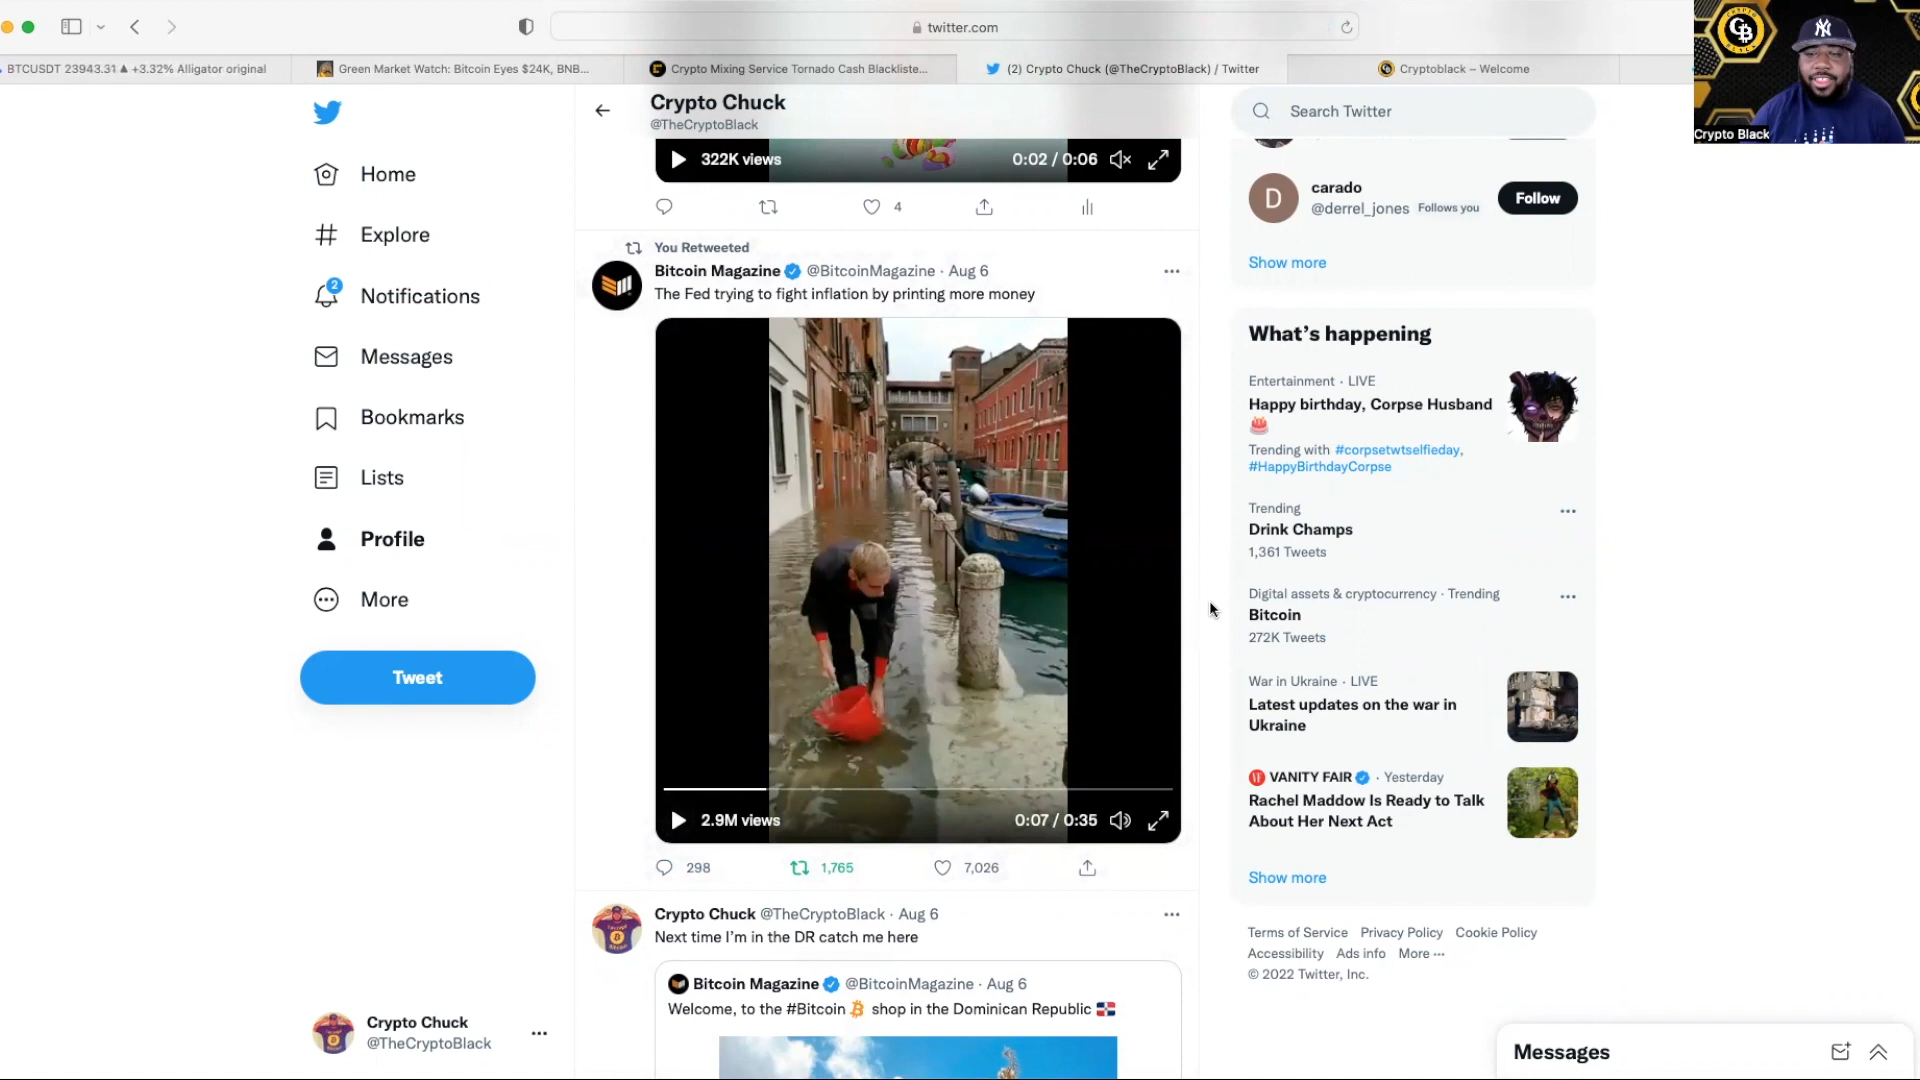 twitter.com
BTCUSDT 23943.31 ▲ +3.32% Alligator original
Green Market Watch: Bitcoin Eyes $24K, BNB...
Crypto Mixing Service Tornado Cash Blackliste...
(2) Crypto Chuck (@TheCryptoBlack) / Twitter
Cryptoblack – Welcome
Crypto Black
Home
Explore
2
Notifications
Messages
Bookmarks
Lists
Profile
More
Tweet
Crypto Chuck
@TheCryptoBlack
Crypto Chuck
@TheCryptoBlack
322K views 0:02 / 0:06
4
You Retweeted
Bitcoin Magazine @BitcoinMagazine · Aug 6
The Fed trying to fight inflation by printing more money
2.9M views 0:07 / 0:35
298 1,765 7,026
Crypto Chuck @TheCryptoBlack · Aug 6
Next time I'm in the DR catch me here
Bitcoin Magazine @BitcoinMagazine · Aug 6
Welcome, to the #Bitcoin shop in the Dominican Republic
Search Twitter
D
carado
@derrel_jones Follows you
Follow
Show more
What's happening
Entertainment · LIVE
Happy birthday, Corpse Husband
Trending with #corpsetwtselfieday,
#HappyBirthdayCorpse
Trending
Drink Champs
1,361 Tweets
Digital assets & cryptocurrency · Trending
Bitcoin
272K Tweets
War in Ukraine · LIVE
Latest updates on the war in
Ukraine
VANITY FAIR · Yesterday
Rachel Maddow Is Ready to Talk
About Her Next Act
Show more
Terms of Service Privacy Policy Cookie Policy
Accessibility Ads info More ···
© 2022 Twitter, Inc.
Messages